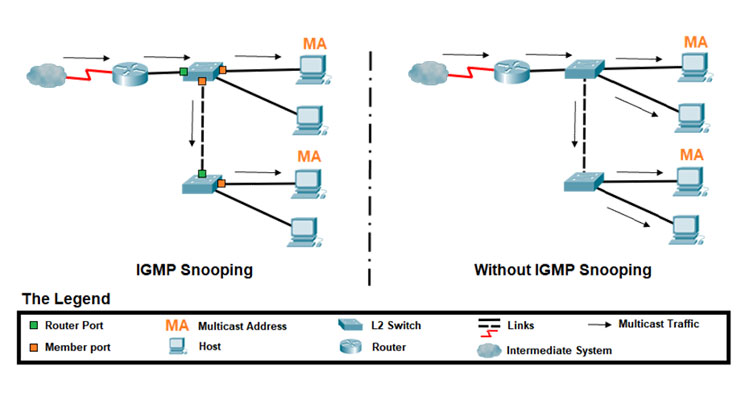 MA
MA
MA
MA
IGMP Snooping
Without IGMP Snooping
The Legend
Router Port
MA Multicast Address
L2 Switch
Links
Multicast Traffic
Member port
Host
Router
Intermediate System